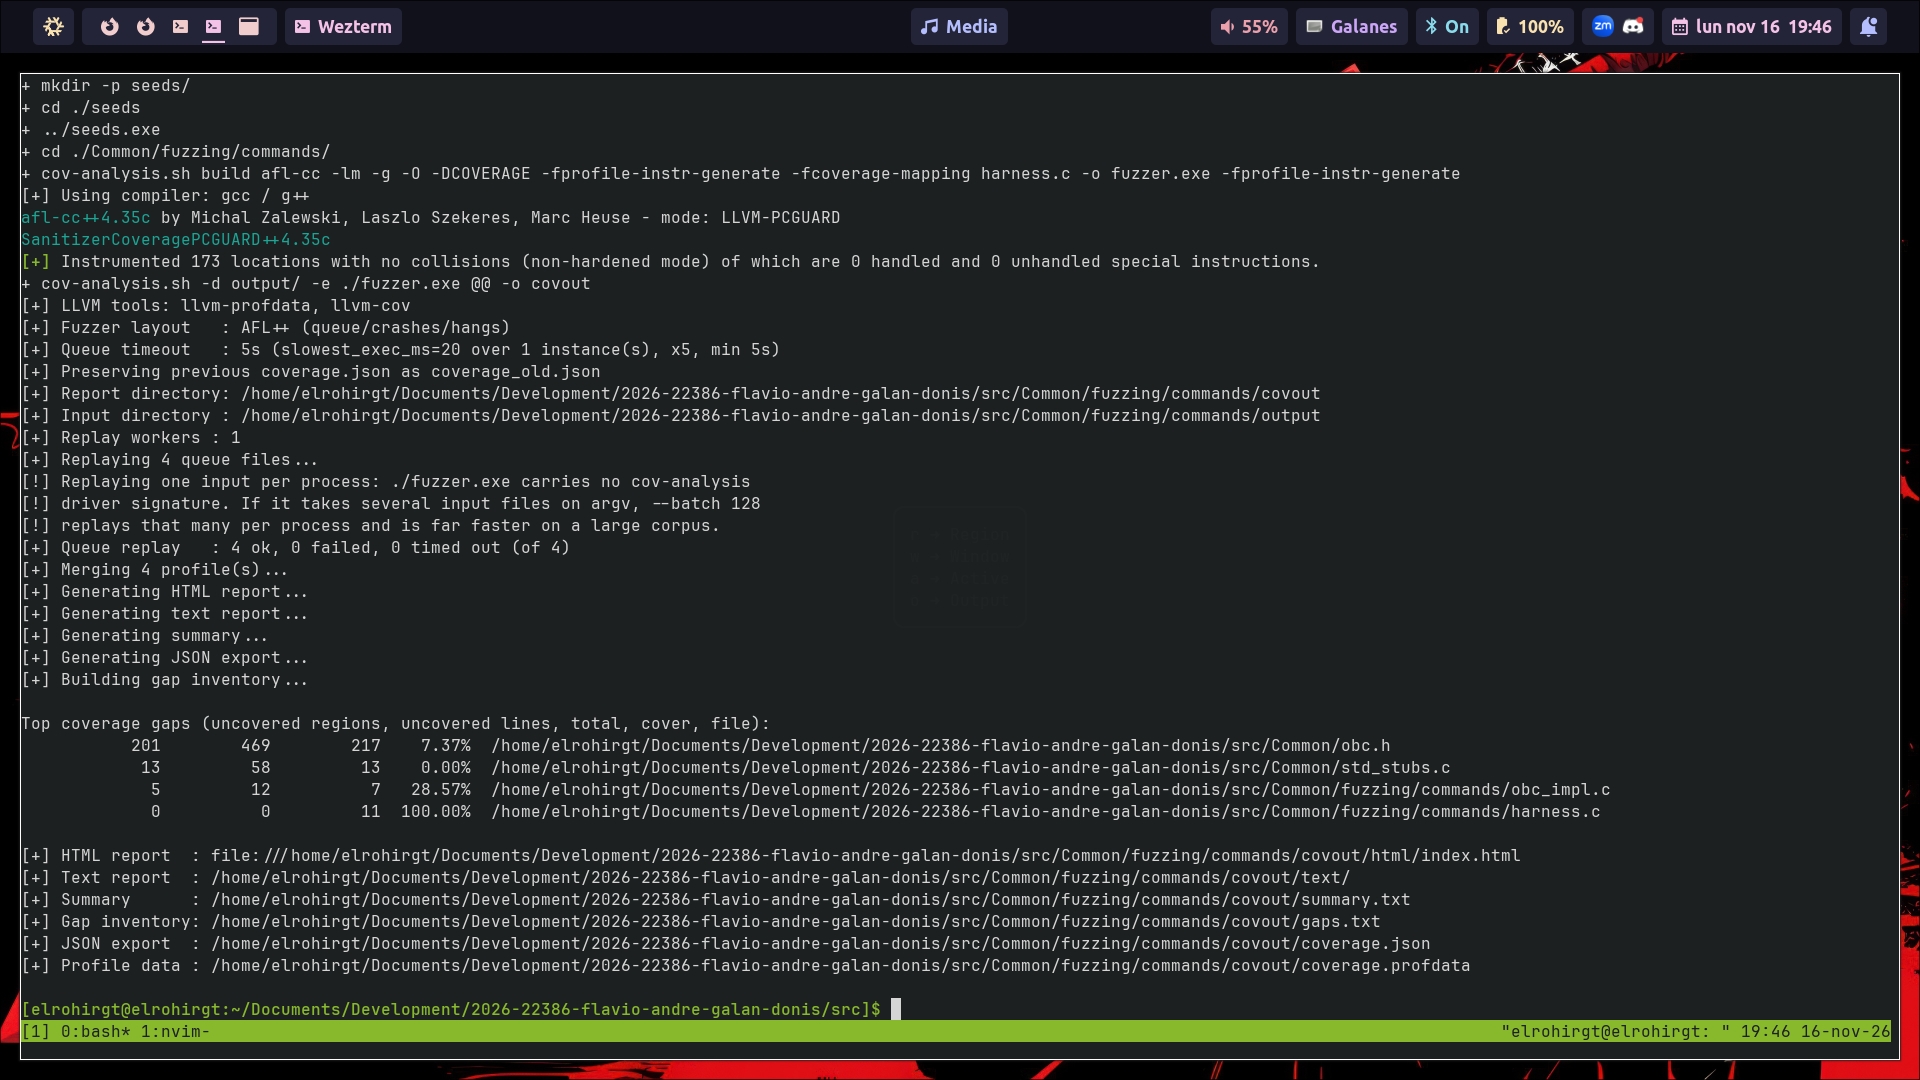 Wezterm
Media
55%
Galanes
On
100%
zm
lun nov 16 19:46
+ mkdir -p seeds/
+ cd ./seeds
+ ../seeds.exe
+ cd ./Common/fuzzing/commands/
+ cov-analysis.sh build afl-cc -lm -g -O -DCOVERAGE -fprofile-instr-generate -fcoverage-mapping harness.c -o fuzzer.exe -fprofile-instr-generate
[+] Using compiler: gcc / g++
afl-cc++4.35c by Michal Zalewski, Laszlo Szekeres, Marc Heuse - mode: LLVM-PCGUARD
SanitizerCoveragePCGUARD++4.35c
[+] Instrumented 173 locations with no collisions (non-hardened mode) of which are 0 handled and 0 unhandled special instructions.
+ cov-analysis.sh -d output/ -e ./fuzzer.exe @@ -o covout
[+] LLVM tools: llvm-profdata, llvm-cov
[+] Fuzzer layout   : AFL++ (queue/crashes/hangs)
[+] Queue timeout   : 5s (slowest_exec_ms=20 over 1 instance(s), x5, min 5s)
[+] Preserving previous coverage.json as coverage_old.json
[+] Report directory: /home/elrohirgt/Documents/Development/2026-22386-flavio-andre-galan-donis/src/Common/fuzzing/commands/covout
[+] Input directory : /home/elrohirgt/Documents/Development/2026-22386-flavio-andre-galan-donis/src/Common/fuzzing/commands/output
[+] Replay workers : 1
[+] Replaying 4 queue files...
[!] Replaying one input per process: ./fuzzer.exe carries no cov-analysis
[!] driver signature. If it takes several input files on argv, --batch 128
[!] replays that many per process and is far faster on a large corpus.
[+] Queue replay   : 4 ok, 0 failed, 0 timed out (of 4)
[+] Merging 4 profile(s)...
[+] Generating HTML report...
[+] Generating text report...
[+] Generating summary...
[+] Generating JSON export...
[+] Building gap inventory...
Top coverage gaps (uncovered regions, uncovered lines, total, cover, file):
201        469        217    7.37%  /home/elrohirgt/Documents/Development/2026-22386-flavio-andre-galan-donis/src/Common/obc.h
13         58         13    0.00%  /home/elrohirgt/Documents/Development/2026-22386-flavio-andre-galan-donis/src/Common/std_stubs.c
5         12          7   28.57%  /home/elrohirgt/Documents/Development/2026-22386-flavio-andre-galan-donis/src/Common/fuzzing/commands/obc_impl.c
0          0         11  100.00%  /home/elrohirgt/Documents/Development/2026-22386-flavio-andre-galan-donis/src/Common/fuzzing/commands/harness.c
[+] HTML report  : file:///home/elrohirgt/Documents/Development/2026-22386-flavio-andre-galan-donis/src/Common/fuzzing/commands/covout/html/index.html
[+] Text report  : /home/elrohirgt/Documents/Development/2026-22386-flavio-andre-galan-donis/src/Common/fuzzing/commands/covout/text/
[+] Summary      : /home/elrohirgt/Documents/Development/2026-22386-flavio-andre-galan-donis/src/Common/fuzzing/commands/covout/summary.txt
[+] Gap inventory: /home/elrohirgt/Documents/Development/2026-22386-flavio-andre-galan-donis/src/Common/fuzzing/commands/covout/gaps.txt
[+] JSON export  : /home/elrohirgt/Documents/Development/2026-22386-flavio-andre-galan-donis/src/Common/fuzzing/commands/covout/coverage.json
[+] Profile data : /home/elrohirgt/Documents/Development/2026-22386-flavio-andre-galan-donis/src/Common/fuzzing/commands/covout/coverage.profdata
[elrohirgt@elrohirgt:~/Documents/Development/2026-22386-flavio-andre-galan-donis/src]$
[1] 0:bash* 1:nvim-   "elrohirgt@elrohirgt: " 19:46 16-nov-26